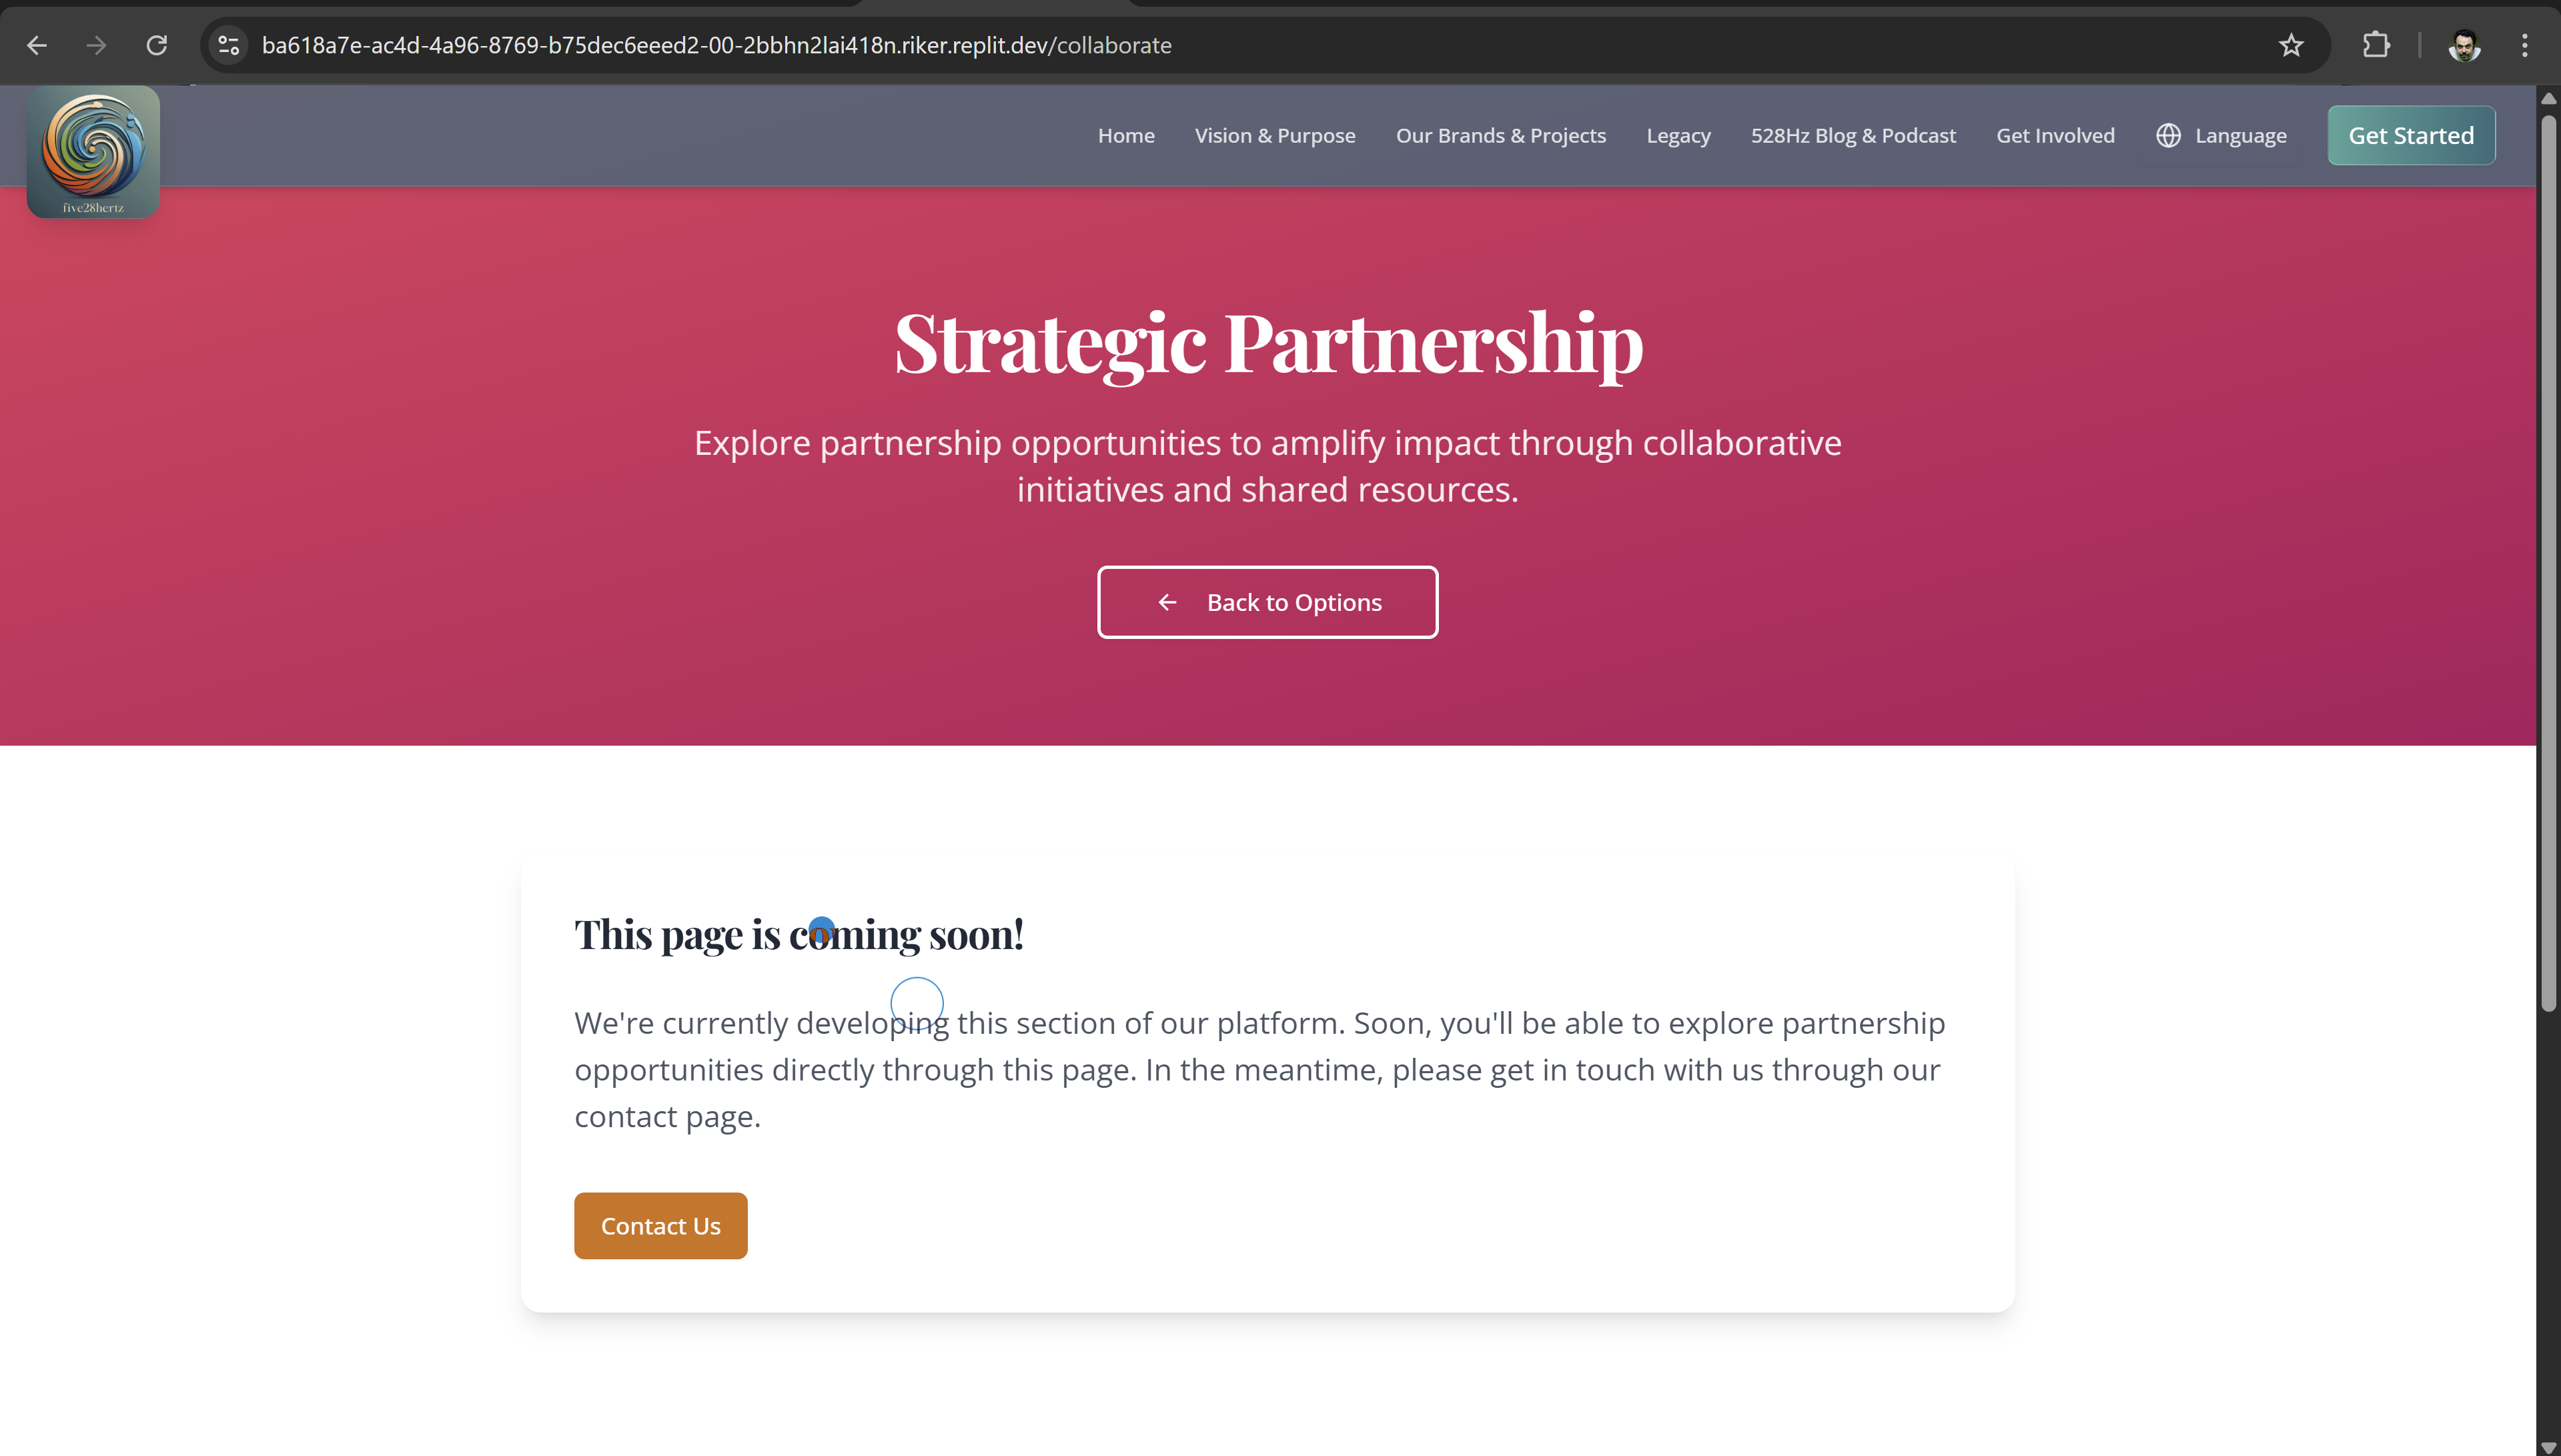 ba618a7e-ac4d-4a96-8769-b75dec6eeed2-00-2bbhn2lai418n.riker.replit.dev/collaborate
five28hertz
Home Vision & Purpose Our Brands & Projects Legacy 528Hz Blog & Podcast Get Involved Language Get Started
Strategic Partnership
Explore partnership opportunities to amplify impact through collaborative
initiatives and shared resources.
Back to Options
This page is coming soon!
We're currently developing this section of our platform. Soon, you'll be able to explore partnership
opportunities directly through this page. In the meantime, please get in touch with us through our
contact page.
Contact Us